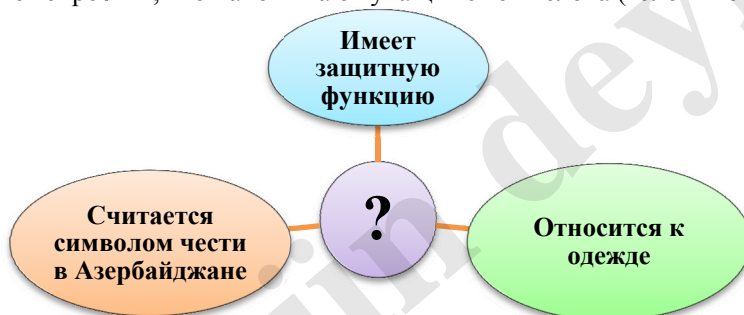 Имеет
защитную
функцию
?
Считается
символом чести
в Азербайджане
Относится к
одежде